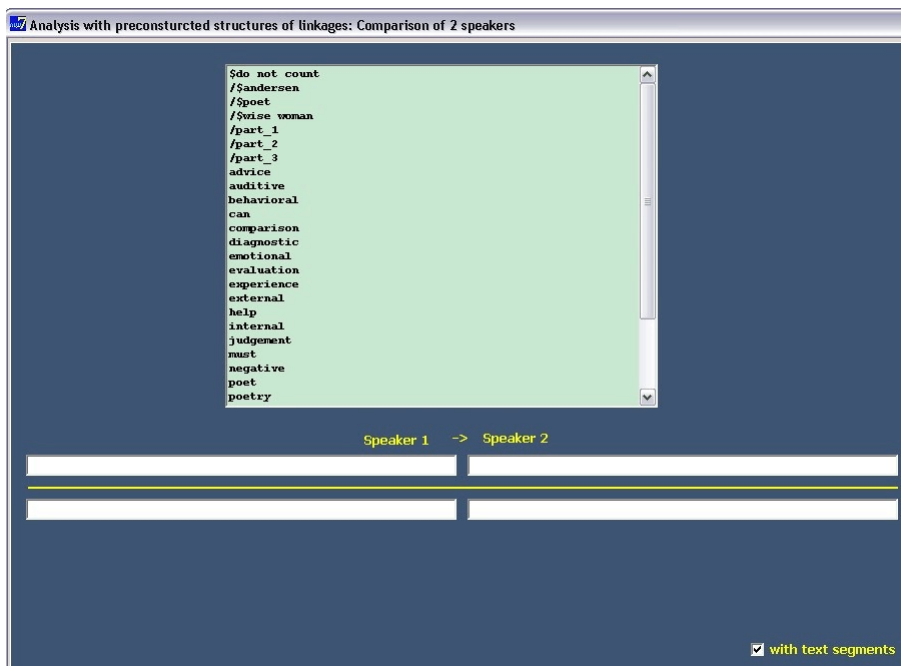 Analysis with preconsturcted structures of linkages: Comparison of 2 speakers
$do not count
/$andersen
/$poet
/$wise woman
/part_1
/part_2
/part_3
advice
auditive
behavioral
can
comparison
diagnostic
emotional
evaluation
experience
external
help
internal
judgement
must
negative
poet
poetry
Speaker 1 -> Speaker 2
with text segments